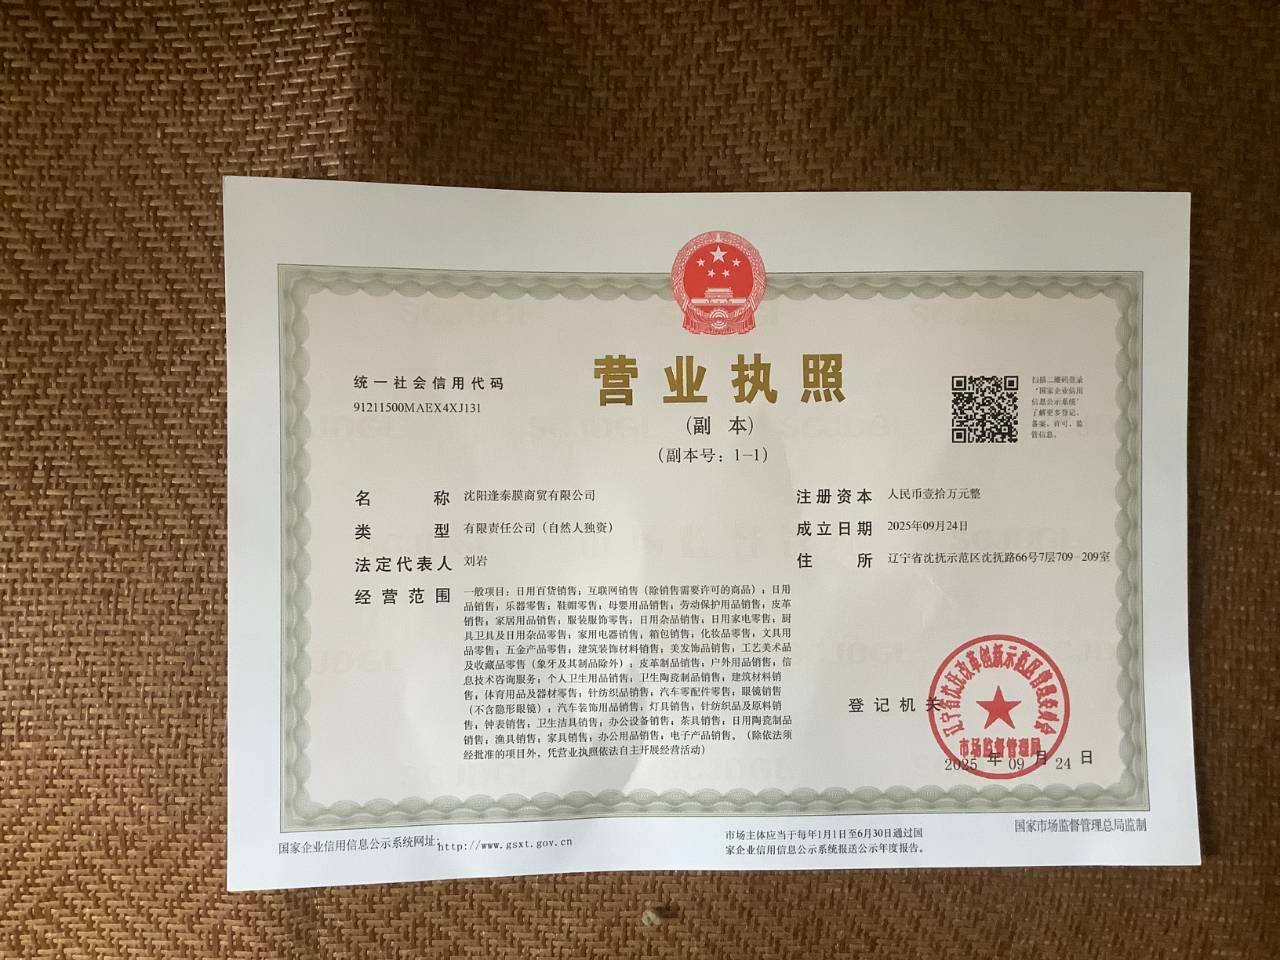 营业执照
(副 本)
(副本号：1-1)
统一社会信用代码
91211500MAEX4XJ131
扫描二维码登录
“国家企业信用
信息公示系统”
了解更多登记、
备案、许可、监
管信息。
名 称 沈阳逢泰膜商贸有限公司
类 型 有限责任公司（自然人独资）
法定代表人 刘岩
经营范围 一般项目：日用百货销售；互联网销售（除销售需要许可的商品）；日用
品销售；乐器零售；鞋帽零售；母婴用品销售；劳动保护用品销售；皮革
销售；家居用品销售；服装服饰零售；日用杂品销售；日用家电零售；厨
具卫具及日用杂品零售；家用电器销售；箱包销售；化妆品零售；文具用
品零售；五金产品零售；建筑装饰材料销售；美发饰品销售；工艺美术品
及收藏品零售（象牙及其制品除外）；皮革制品销售；户外用品销售；信
息技术咨询服务；个人卫生用品销售；卫生陶瓷制品销售；建筑材料销
售；体育用品及器材零售；针纺织品销售；汽车零配件零售；眼镜销售
（不含隐形眼镜）；汽车装饰用品销售；灯具销售；针纺织品及原料销
售；钟表销售；卫生洁具销售；办公设备销售；茶具销售；日用陶瓷制品
销售；渔具销售；家具销售；办公用品销售；电子产品销售。（除依法须
经批准的项目外，凭营业执照依法自主开展经营活动）
注册资本 人民币壹拾万元整
成立日期 2025年09月24日
住 所 辽宁省沈抚示范区沈抚路66号7层709-209室
登记机关
辽宁省沈抚改革创新示范区管理委员会
市场监督管理局
2025 年 09 月 24 日
国家企业信用信息公示系统网址：http://www.gsxt.gov.cn
市场主体应当于每年1月1日至6月30日通过国
家企业信用信息公示系统报送公示年度报告。
国家市场监督管理总局监制